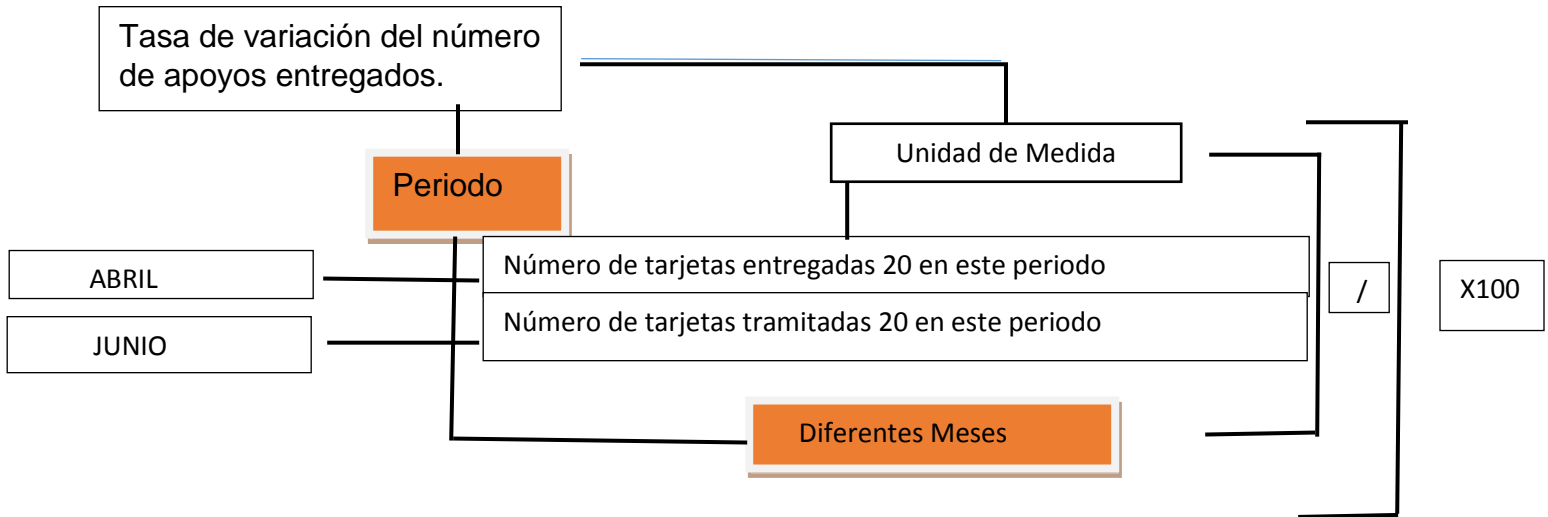 Tasa de variación del número
de apoyos entregados.
Unidad de Medida
Periodo
ABRIL
Número de tarjetas entregadas 20 en este periodo
/
X100
JUNIO
Número de tarjetas tramitadas 20 en este periodo
Diferentes Meses